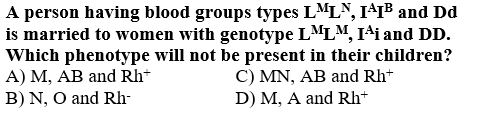 A person having blood groups types LᴹLᴺ, IᴬIᴮ and Dd
is married to women with genotype LᴹLᴹ, Iᴬi and DD.
Which phenotype will not be present in their children?
A) M, AB and Rh⁺ C) MN, AB and Rh⁺
B) N, O and Rh⁻ D) M, A and Rh⁺